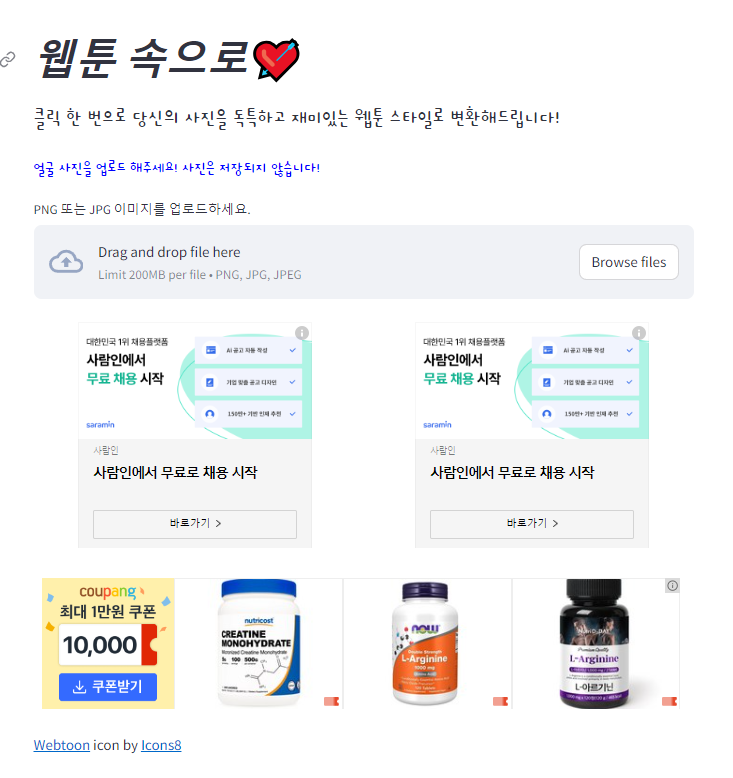 웹툰 속으로
클릭 한 번으로 당신의 사진을 독특하고 재미있는 웹툰 스타일로 변환해드립니다!
얼굴 사진을 업로드 해주세요! 사진은 저장되지 않습니다!
PNG 또는 JPG 이미지를 업로드하세요.
Drag and drop file here
Limit 200MB per file • PNG, JPG, JPEG
Browse files
대한민국 1위 채용플랫폼
사람인에서
무료 채용 시작
AI 공고 자동 작성
기업 맞춤 공고 디자인
150만+ 기반 인재 추천
saramin
사람인
사람인에서 무료로 채용 시작
바로가기 >
대한민국 1위 채용플랫폼
사람인에서
무료 채용 시작
AI 공고 자동 작성
기업 맞춤 공고 디자인
150만+ 기반 인재 추천
saramin
사람인
사람인에서 무료로 채용 시작
바로가기 >
coupang
최대 1만원 쿠폰
10,000
쿠폰받기
nutricost
CREATINE
MONOHYDRATE
Micronized Creatine Monohydrate
100 500g
now
Double Strength
L-Arginine
1000 mg
Premium Quality
L-Arginine
L-아르기닌
Webtoon icon by Icons8